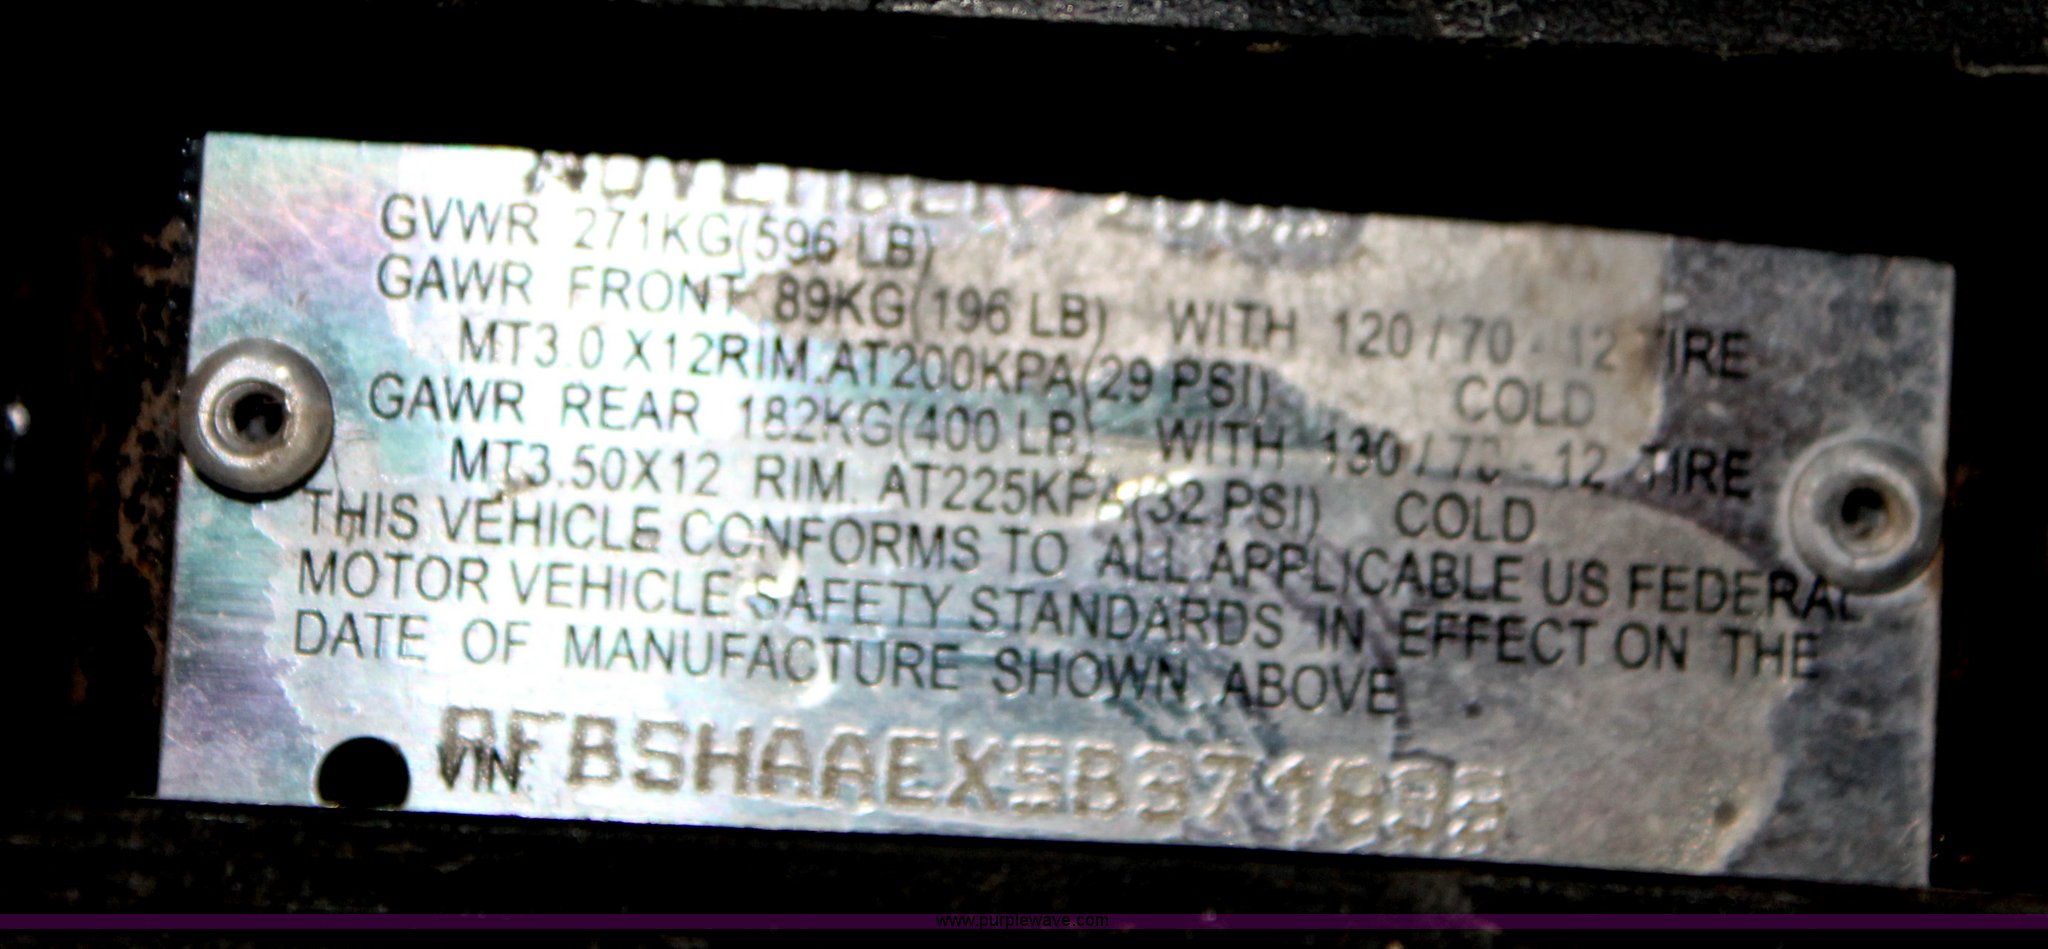 NOVEMBER
GVWR 271KG(596 LB)
GAWR FRONT 89KG(196 LB) WITH 120/70-12 TIRE
MT3.0 X12RIM.AT200KPA(29 PSI) COLD
GAWR REAR 182KG(400 LB) WITH 130/70-12 TIRE
MT3.50X12 RIM. AT225KPA(32 PSI) COLD
THIS VEHICLE CONFORMS TO ALL APPLICABLE US FEDERAL
MOTOR VEHICLE SAFETY STANDARDS IN EFFECT ON THE
DATE OF MANUFACTURE SHOWN ABOVE
VIN:
www.purplewave.com